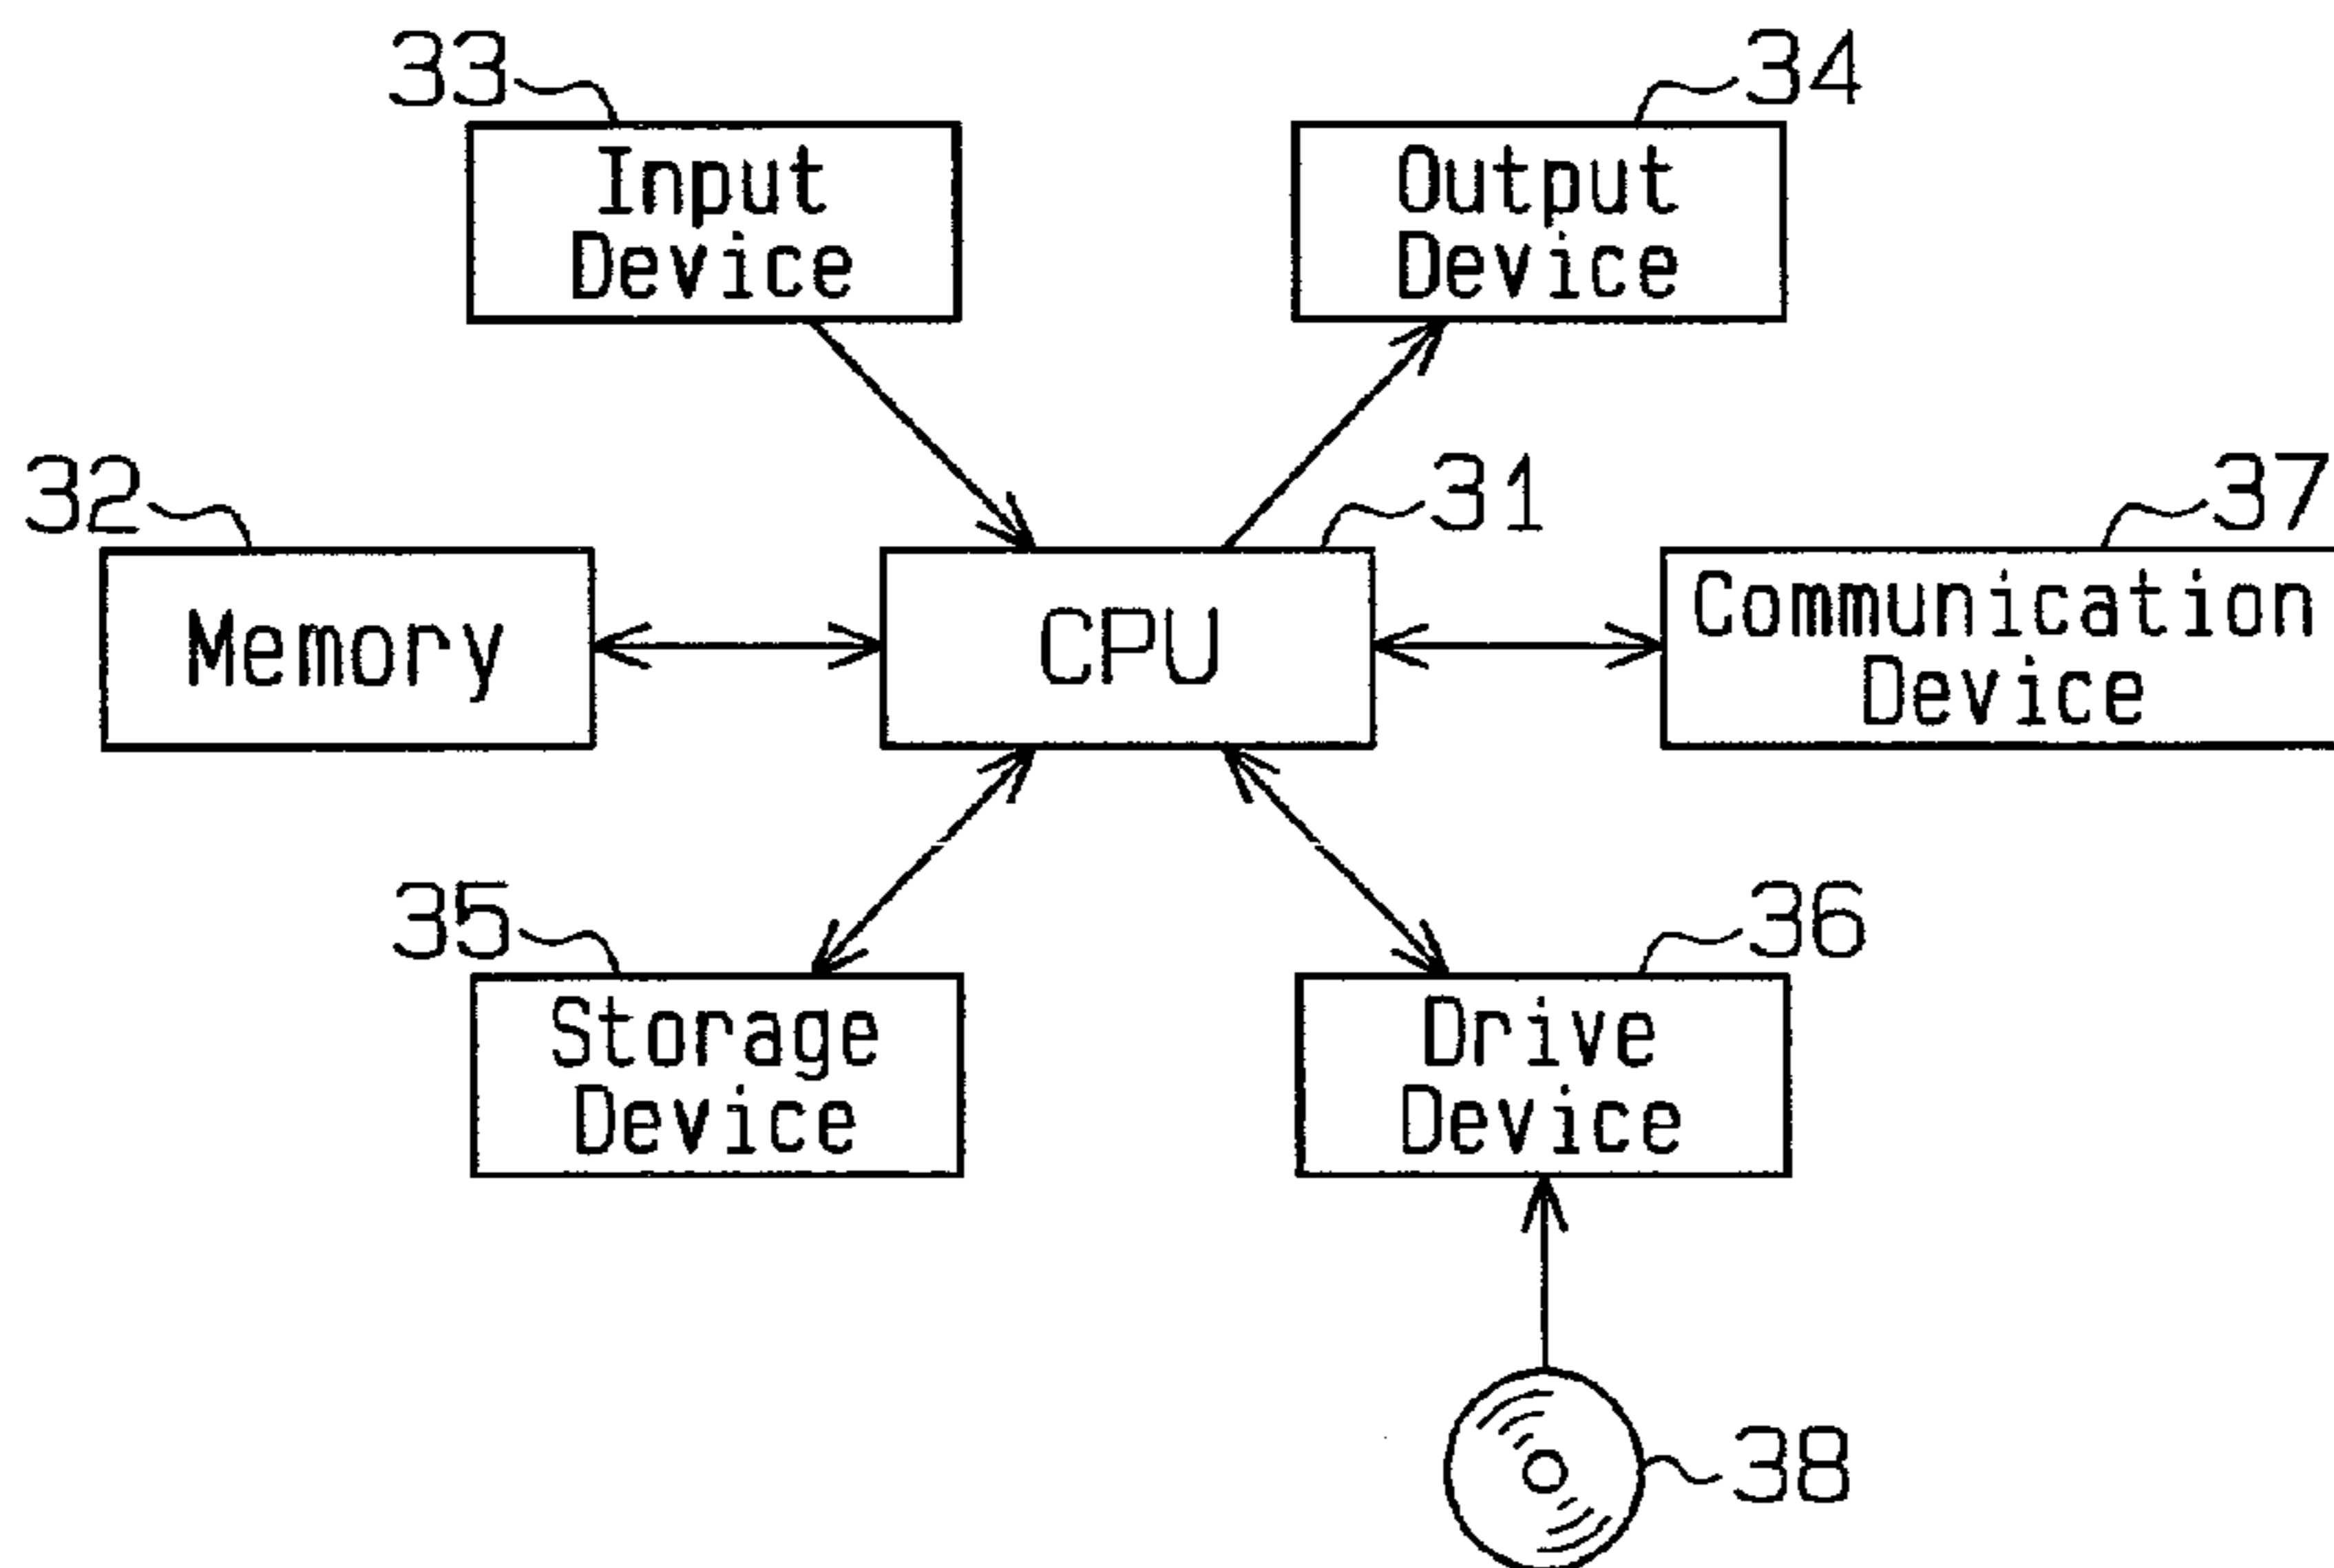 33
34
Input
Device
Output
Device
32
31
37
Memory
CPU
Communication
Device
35
36
Storage
Device
Drive
Device
38